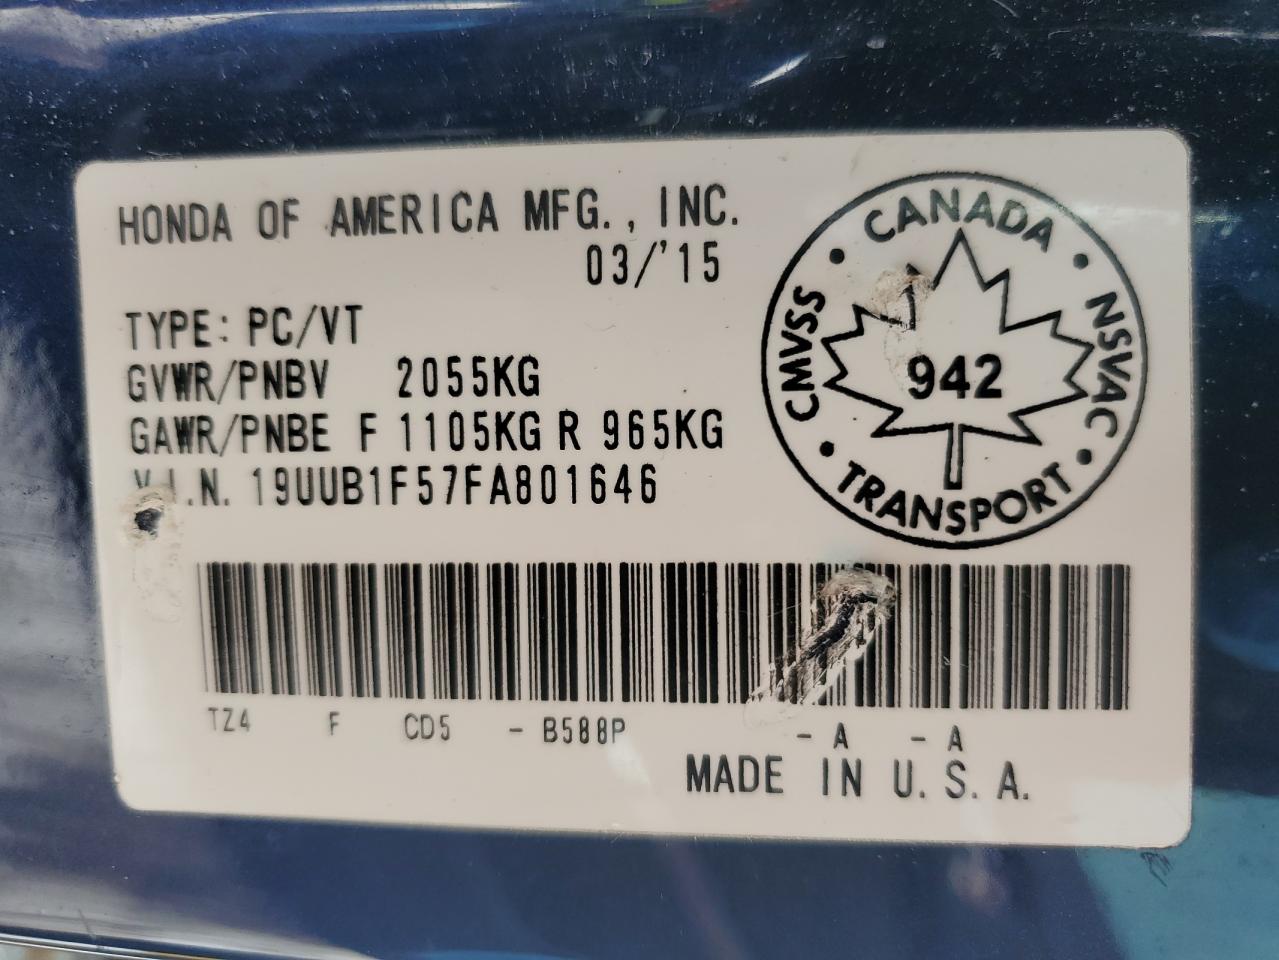 HONDA OF AMERICA MFG., INC.
03/'15
TYPE: PC/VT
GVWR/PNBV 2055KG
GAWR/PNBE F 1105KG R 965KG
V.I.N. 19UUB1F57FA801646
CANADA
CMVSS
NSVAC
942
TRANSPORT
TZ4 F CD5 - B588P - A - A
MADE IN U.S.A.